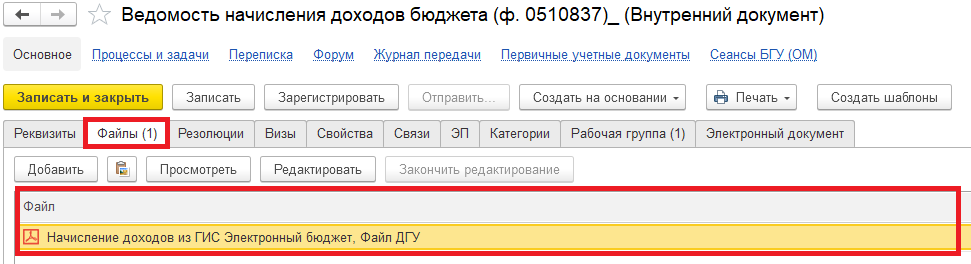 Ведомость начисления доходов бюджета (ф. 0510837)_ (Внутренний документ)
Основное Процессы и задачи Переписка Форум Журнал передачи Первичные учетные документы Сеансы БГУ (ОМ)
Записать и закрыть Записать Зарегистрировать Отправить... Создать на основании Печать Создать шаблоны
Реквизиты Файлы (1) Резолюции Визы Свойства Связи ЭП Категории Рабочая группа (1) Электронный документ
Добавить Просмотреть Редактировать Закончить редактирование
Файл
Начисление доходов из ГИС Электронный бюджет, Файл ДГУ